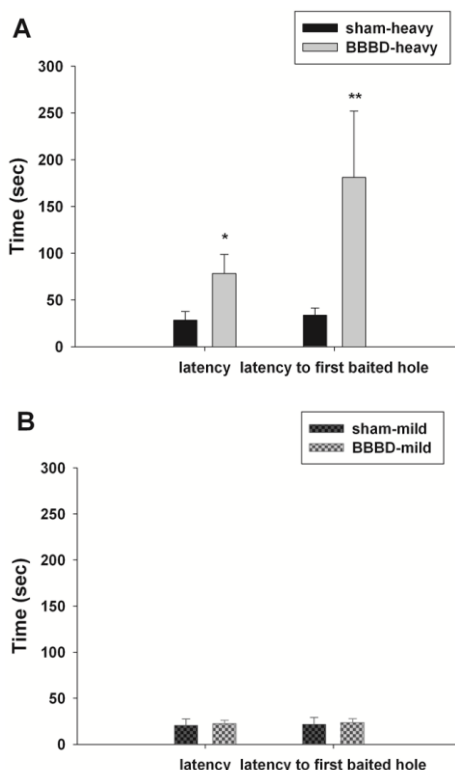 A
sham-heavy
BBBD-heavy
300
250
200
150
100
50
0
Time (sec)
*
**
latency latency to first baited hole
B
sham-mild
BBBD-mild
300
250
200
150
100
50
0
Time (sec)
latency latency to first baited hole